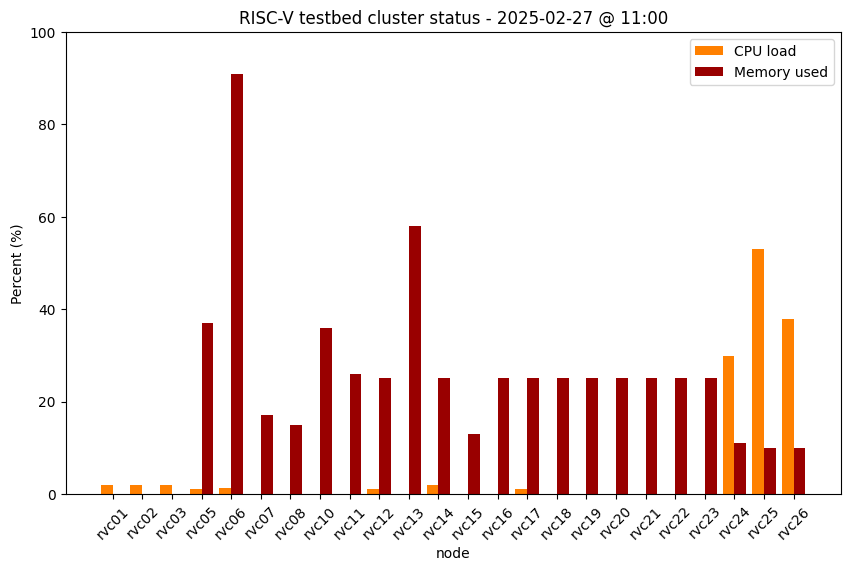 RISC-V testbed cluster status - 2025-02-27 @ 11:00
CPU load
Memory used
Percent (%)
100
80
60
40
20
0
rvc01
rvc02
rvc03
rvc05
rvc06
rvc07
rvc08
rvc10
rvc11
rvc12
rvc13
rvc14
rvc15
rvc16
rvc17
rvc18
rvc19
rvc20
rvc21
rvc22
rvc23
rvc24
rvc25
rvc26
node